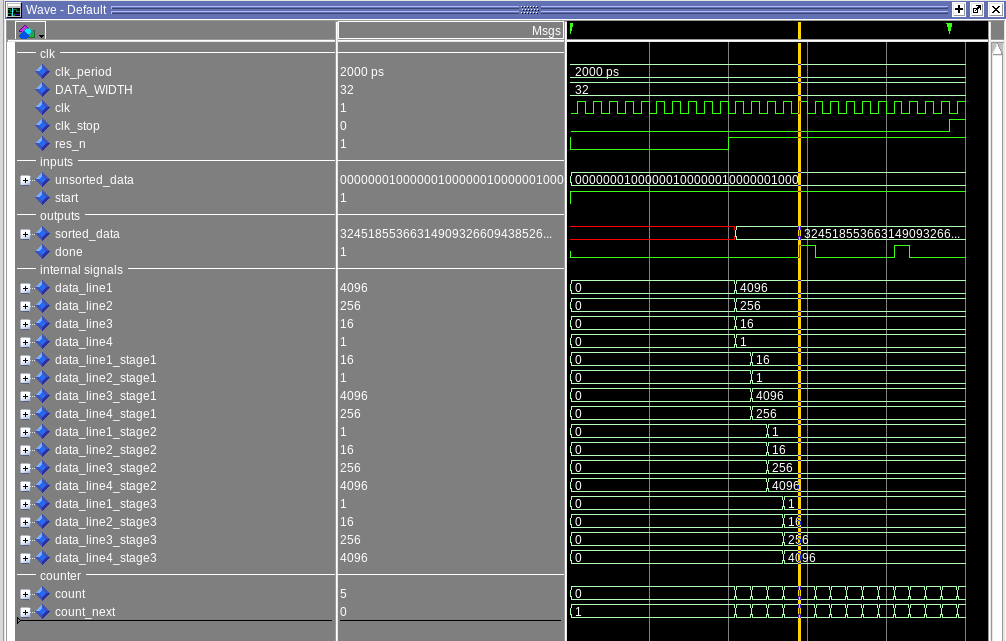 Wave - Default
Msgs
clk
clk_period 2000 ps 2000 ps
DATA_WIDTH 32 32
clk 1
clk_stop 0
res_n 1
inputs
unsorted_data 00000001000000100000010000001000 00000001000000100000010000001000
start 1
outputs
sorted_data 32451855366314909326609438526... 3245185536631490932 66...
done 1
internal signals
data_line1 4096 0 4096
data_line2 256 0 256
data_line3 16 0 16
data_line4 1 0 1
data_line1_stage1 16 0 16
data_line2_stage1 1 0 1
data_line3_stage1 4096 0 4096
data_line4_stage1 256 0 256
data_line1_stage2 1 0 1
data_line2_stage2 16 0 16
data_line3_stage2 256 0 256
data_line4_stage2 4096 0 4096
data_line1_stage3 1 0 1
data_line2_stage3 16 0 16
data_line3_stage3 256 0 256
data_line4_stage3 4096 0 4096
counter
count 5 0
count_next 0 1